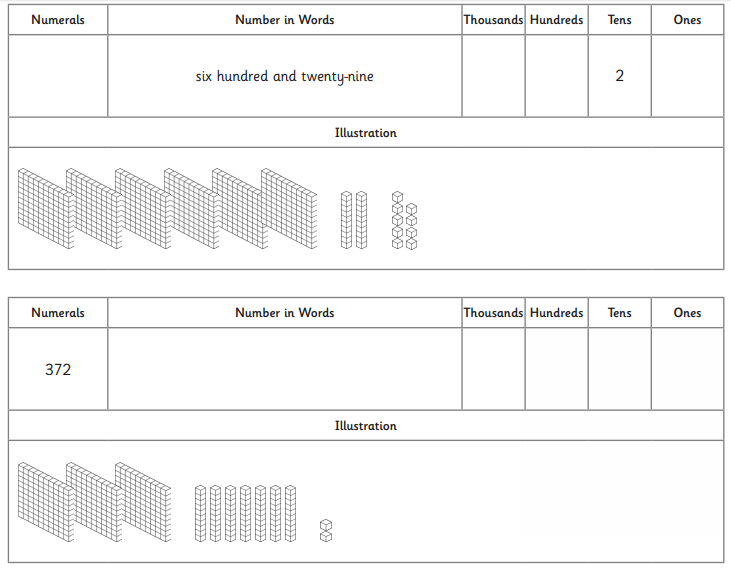 Numerals Number in Words Thousands Hundreds Tens Ones
six hundred and twenty-nine 2
Illustration
Numerals Number in Words Thousands Hundreds Tens Ones
372
Illustration